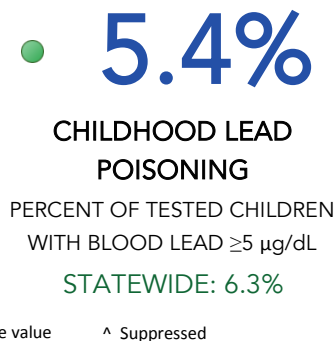 5.4%
CHILDHOOD LEAD
POISONING
PERCENT OF TESTED CHILDREN
WITH BLOOD LEAD ≥5 µg/dL
STATEWIDE: 6.3%
value ^ Suppressed